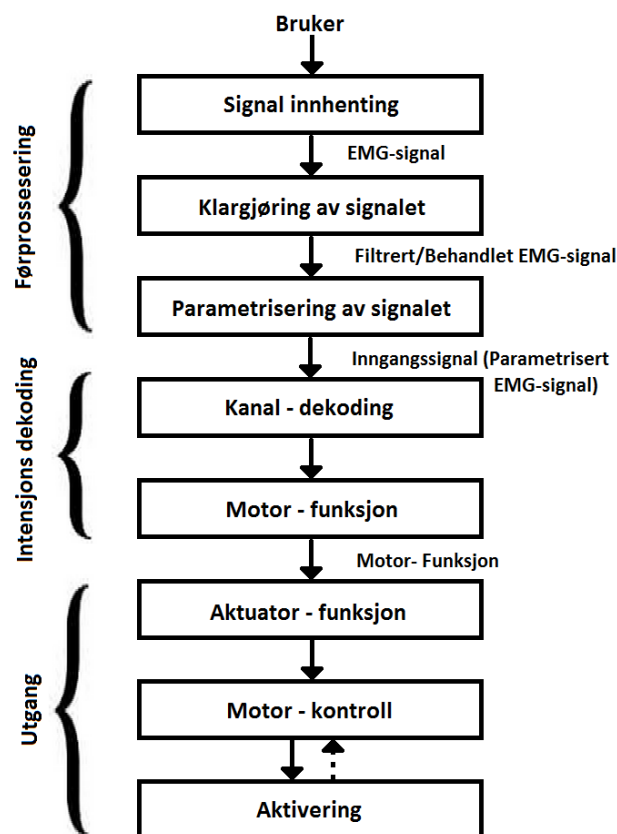 Bruker
Førprossesering
Signal innhenting
EMG-signal
Klargjøring av signalet
Filtrert/Behandlet EMG-signal
Parametrisering av signalet
Inngangssignal (Parametrisert
EMG-signal)
Intensjons dekoding
Kanal - dekoding
Motor - funksjon
Motor- Funksjon
Utgang
Aktuator - funksjon
Motor - kontroll
Aktivering